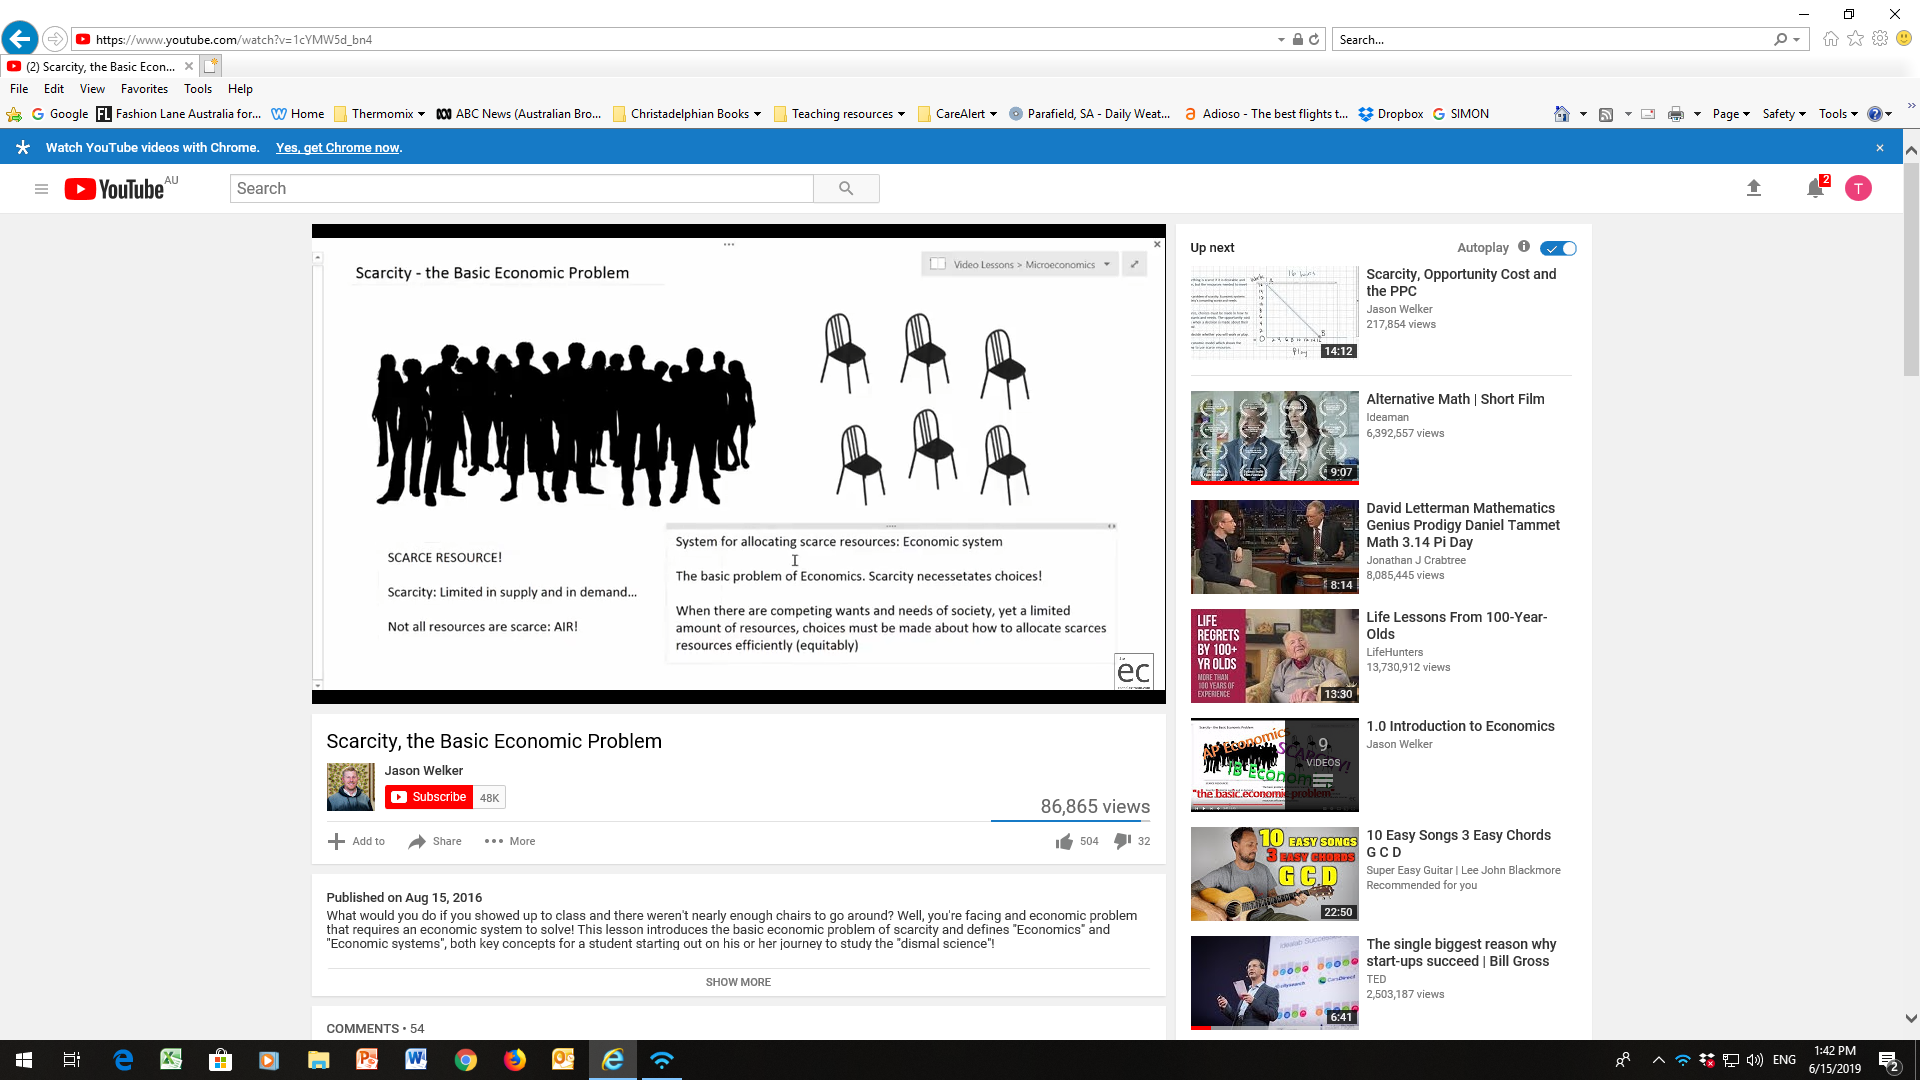 https://www.youtube.com/watch?v=1cYMW5d_bn4
Search...
(2) Scarcity, the Basic Econ...
File Edit View Favorites Tools Help
Google Fashion Lane Australia for... Home Thermomix ABC News (Australian Bro... Christadelphian Books Teaching resources CareAlert Parafield, SA - Daily Weat... Adioso - The best flights t... Dropbox SIMON Page Safety Tools
Watch YouTube videos with Chrome. Yes, get Chrome now.
YouTube AU
Search
2
T
Scarcity - the Basic Economic Problem
Video Lessons > Microeconomics
SCARCE RESOURCE!
Scarcity: Limited in supply and in demand...
Not all resources are scarce: AIR!
System for allocating scarce resources: Economic system
The basic problem of Economics. Scarcity necessetates choices!
When there are competing wants and needs of society, yet a limited
amount of resources, choices must be made about how to allocate scarces
resources efficiently (equitably)
ec
Scarcity, the Basic Economic Problem
Jason Welker
Subscribe 48K
86,865 views
Add to Share More 504 32
Published on Aug 15, 2016
What would you do if you showed up to class and there weren't nearly enough chairs to go around? Well, you're facing and economic problem
that requires an economic system to solve! This lesson introduces the basic economic problem of scarcity and defines "Economics" and
"Economic systems", both key concepts for a student starting out on his or her journey to study the "dismal science"!
SHOW MORE
COMMENTS • 54
Up next
Autoplay
14:12
Scarcity, Opportunity Cost and
the PPC
Jason Welker
217,854 views
9:07
Alternative Math | Short Film
Ideaman
6,392,557 views
8:14
David Letterman Mathematics
Genius Prodigy Daniel Tammet
Math 3.14 Pi Day
Jonathan J Crabtree
8,085,445 views
LIFE
REGRETS
BY 100+
YR OLDS
MORE THAN
100 YEARS OF
EXPERIENCE
13:30
Life Lessons From 100-Year-
Olds
LifeHunters
13,730,912 views
AP Economics
SCARCITY!
IB Econom
"the basic economic problem"
9
VIDEOS
1.0 Introduction to Economics
Jason Welker
10 EASY SONGS
3 EASY CHORDS
G C D
22:50
10 Easy Songs 3 Easy Chords
G C D
Super Easy Guitar | Lee John Blackmore
Recommended for you
6:41
The single biggest reason why
start-ups succeed | Bill Gross
TED
2,503,187 views
ENG
1:42 PM
6/15/2019
2